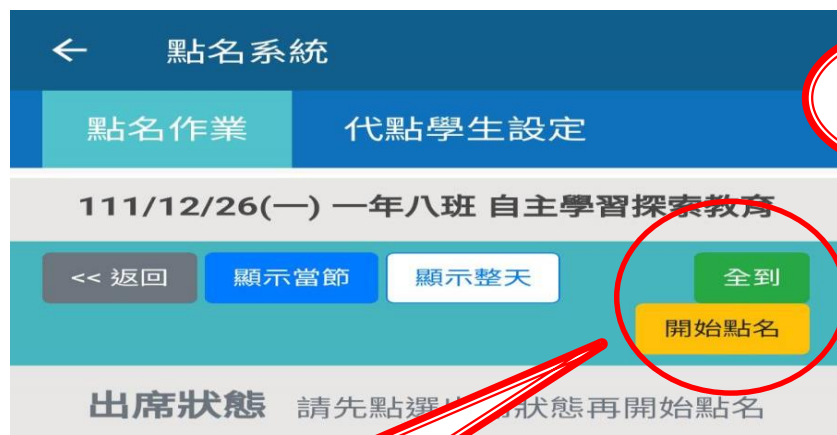 ← 點名系統
點名作業 代點學生設定
111/12/26(一) 一年八班 自主學習探索教育
<< 返回 顯示當節 顯示整天 全到
開始點名
出席狀態 請先點選 狀態再開始點名